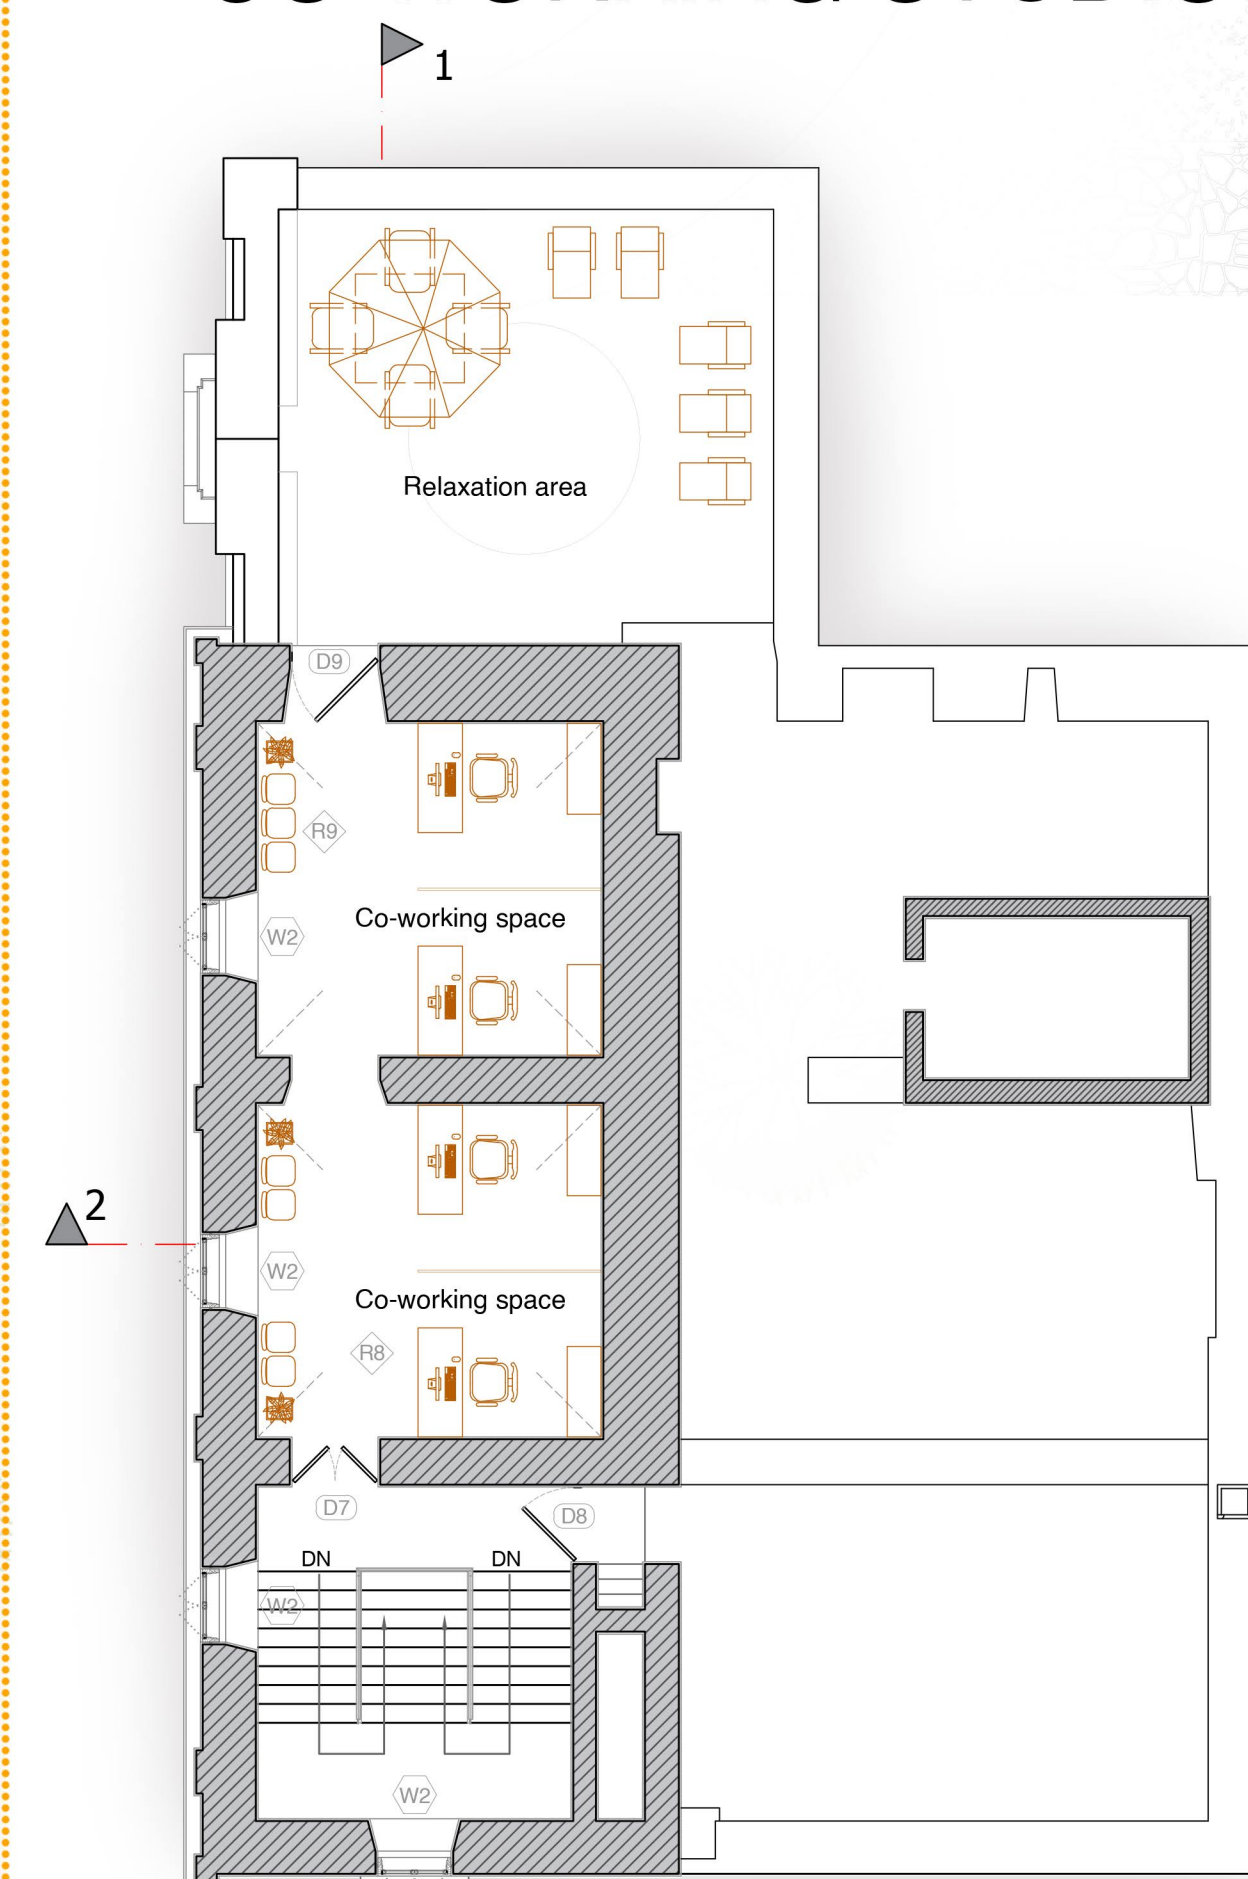 1
Relaxation area
D9
R9
Co-working space
W2
2
W2
Co-working space
R8
D7
D8
DN DN
W2
W2